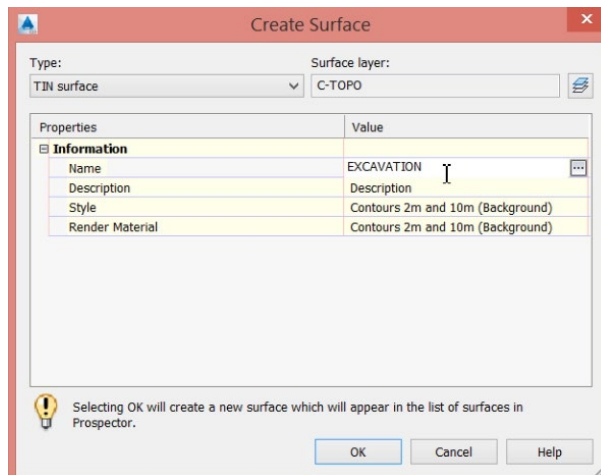 Create Surface
Type:
Surface layer:
TIN surface
C-TOPO
Properties
Value
Information
Name
EXCAVATION
...
Description
Description
Style
Contours 2m and 10m (Background)
Render Material
Contours 2m and 10m (Background)
Selecting OK will create a new surface which will appear in the list of surfaces in
Prospector.
OK
Cancel
Help